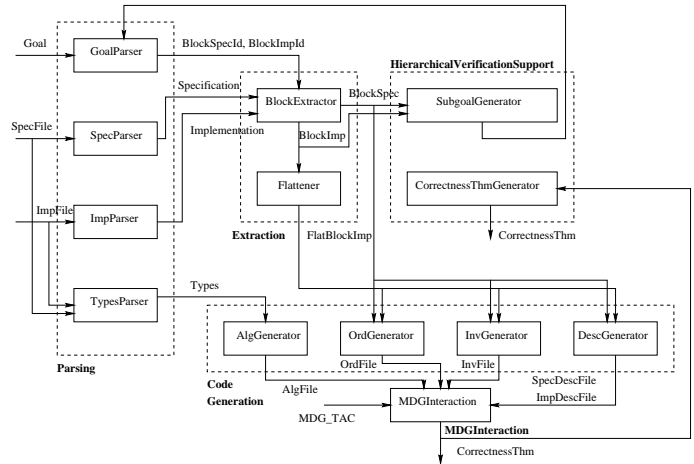 Goal
GoalParser
BlockSpecId, BlockImpId
HierarchicalVerificationSupport
Specification
BlockSpec
BlockExtractor
SubgoalGenerator
SpecFile
SpecParser
Implementation
BlockImp
Flattener
CorrectnessThmGenerator
ImpFile
ImpParser
Extraction
FlatBlockImp
CorrectnessThm
Types
TypesParser
AlgGenerator
OrdGenerator
InvGenerator
DescGenerator
Parsing
OrdFile
InvFile
Code
Generation
AlgFile
SpecDescFile
ImpDescFile
MDGInteraction
MDG_TAC
MDGInteraction
CorrectnessThm